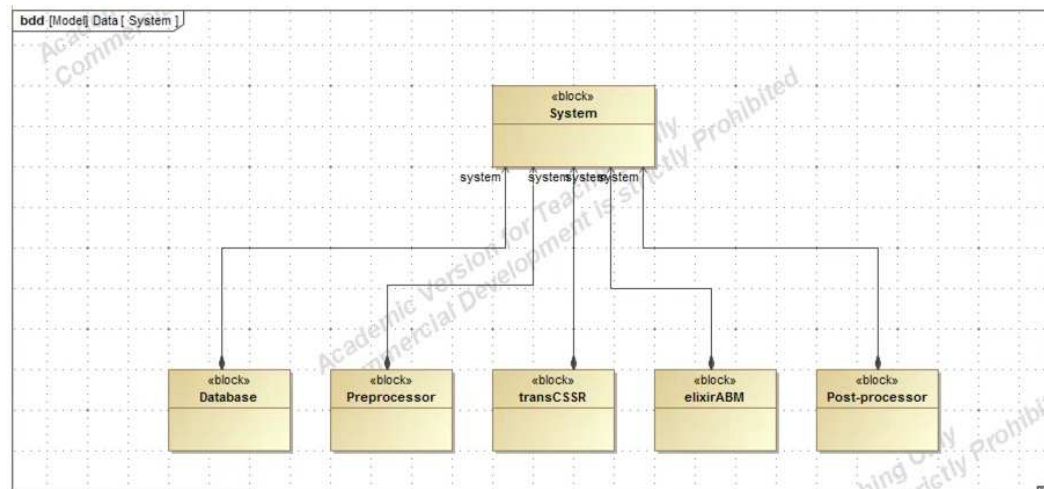 bdd [Model] Data [ System ]
«block»
System
system
system
system
system
«block»
Database
«block»
Preprocessor
«block»
transCSSR
«block»
elixirABM
«block»
Post-processor
Academic Version for Teaching Only
Commercial Development is strictly Prohibited